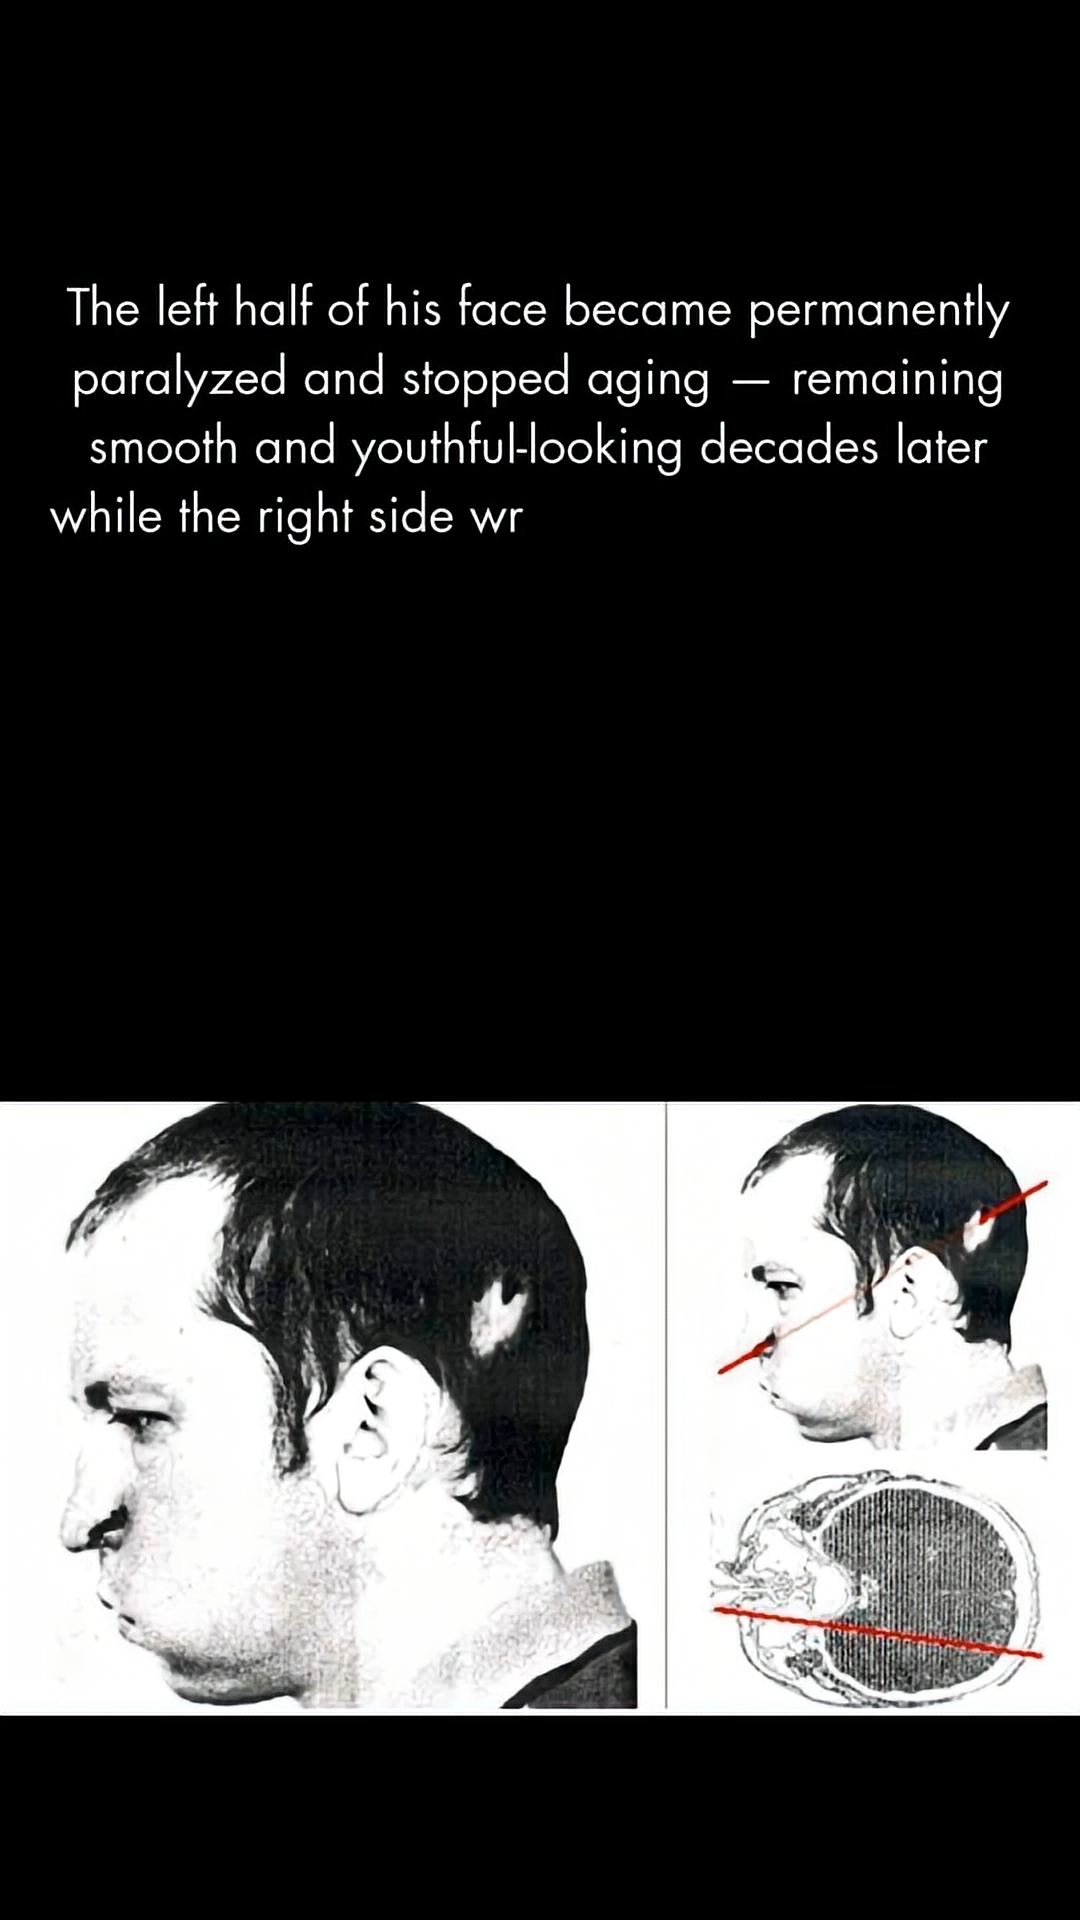 The left half of his face became permanently
paralyzed and stopped aging — remaining
smooth and youthful-looking decades later
while the right side wr